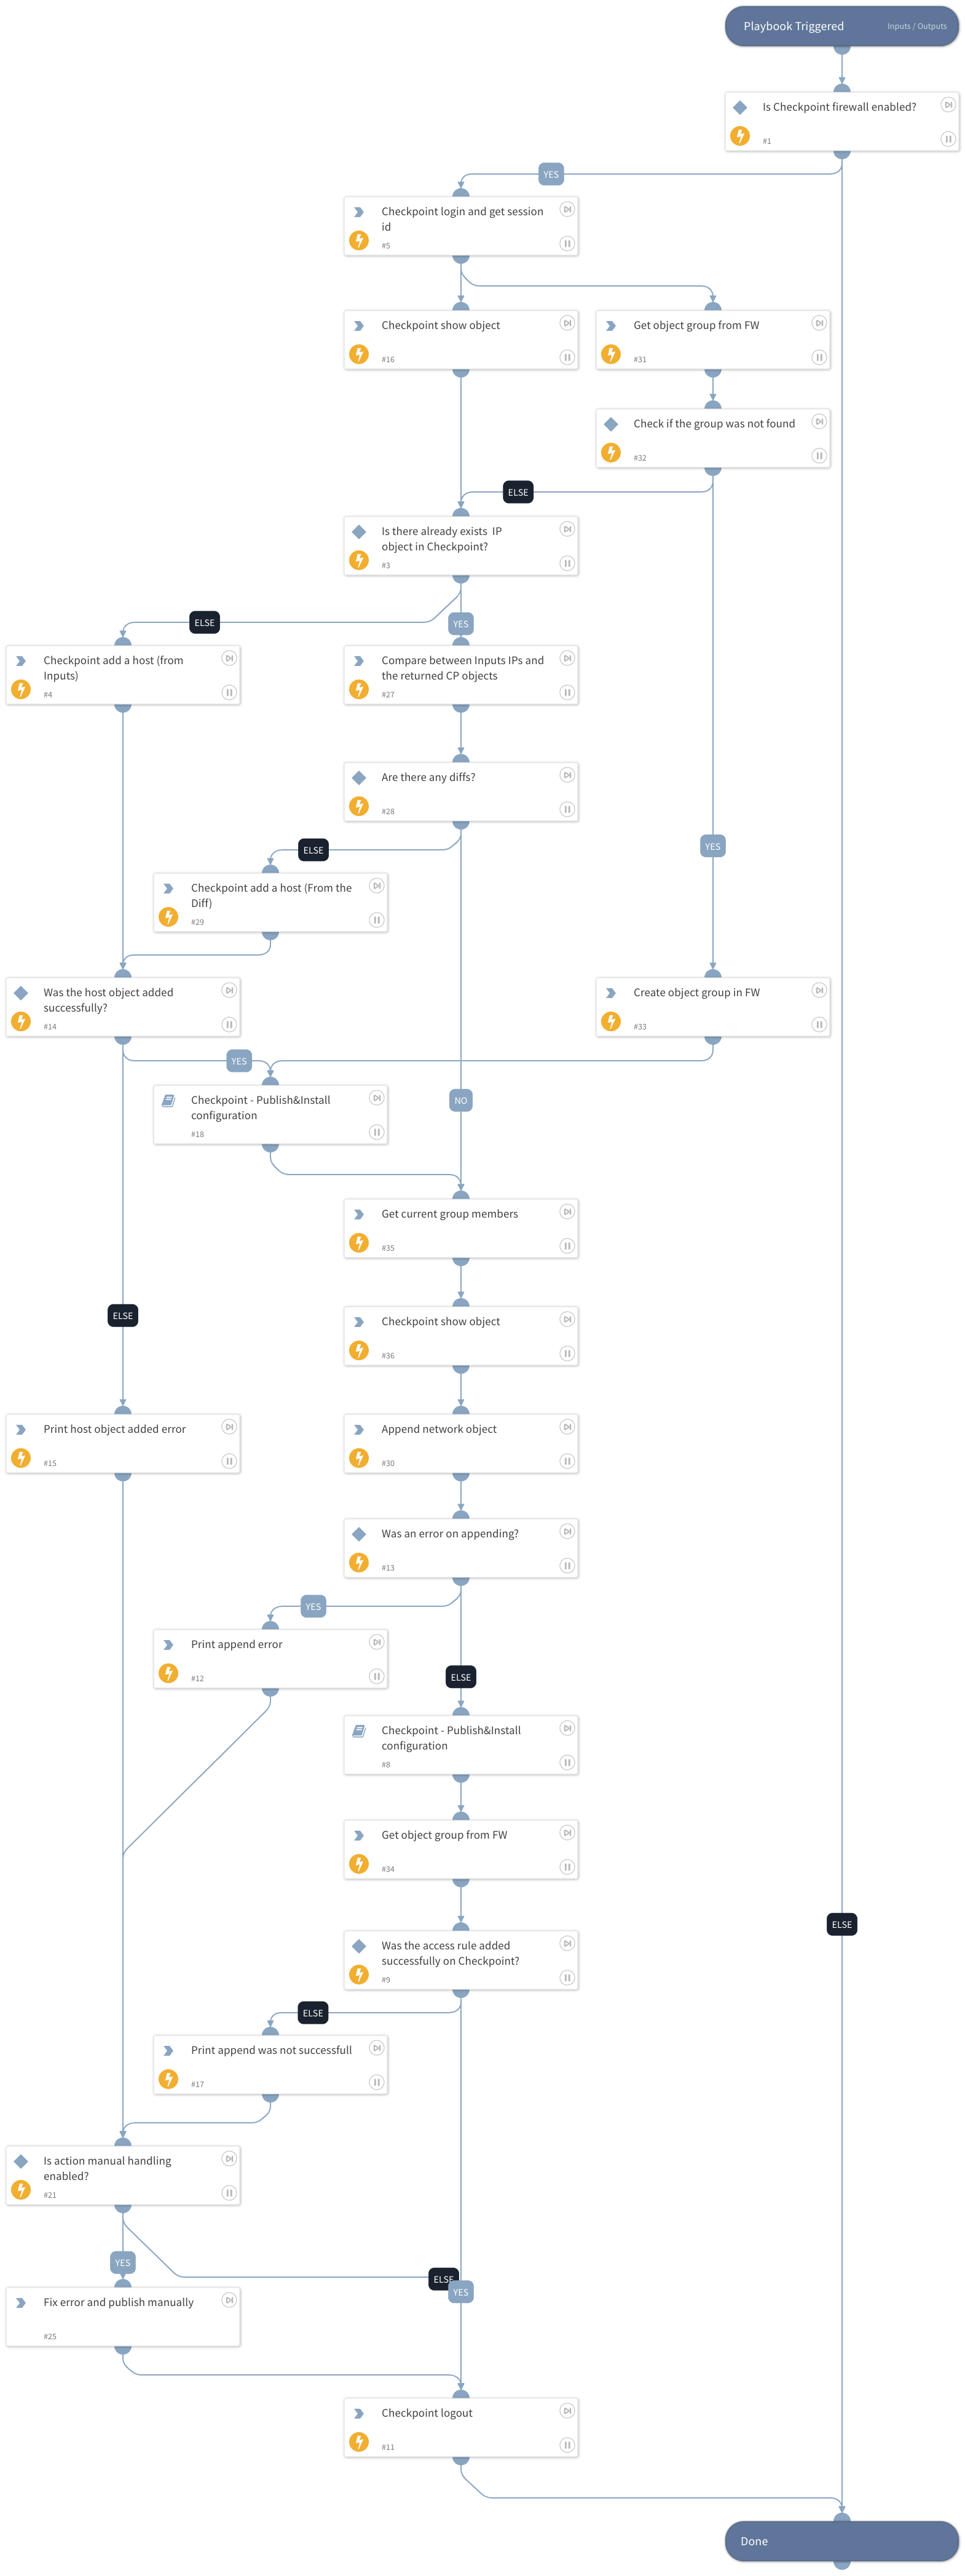 Playbook Triggered
Inputs / Outputs
Is Checkpoint firewall enabled?
#1
YES
Checkpoint login and get session
id
#5
Checkpoint show object
#16
Get object group from FW
#31
Check if the group was not found
#32
ELSE
Is there already exists IP
object in Checkpoint?
#3
ELSE
YES
Checkpoint add a host (from
Inputs)
#4
Compare between Inputs IPs and
the returned CP objects
#27
Are there any diffs?
#28
YES
ELSE
Checkpoint add a host (From the
Diff)
#29
Was the host object added
successfully?
#14
Create object group in FW
#33
YES
Checkpoint - Publish&Install
configuration
#18
NO
Get current group members
#35
ELSE
Checkpoint show object
#36
Print host object added error
#15
Append network object
#30
Was an error on appending?
#13
YES
Print append error
#12
ELSE
Checkpoint - Publish&Install
configuration
#8
Get object group from FW
#34
ELSE
Was the access rule added
successfully on Checkpoint?
#9
ELSE
Print append was not successfull
#17
Is action manual handling
enabled?
#21
YES
ELSE
YES
Fix error and publish manually
#25
Checkpoint logout
#11
Done